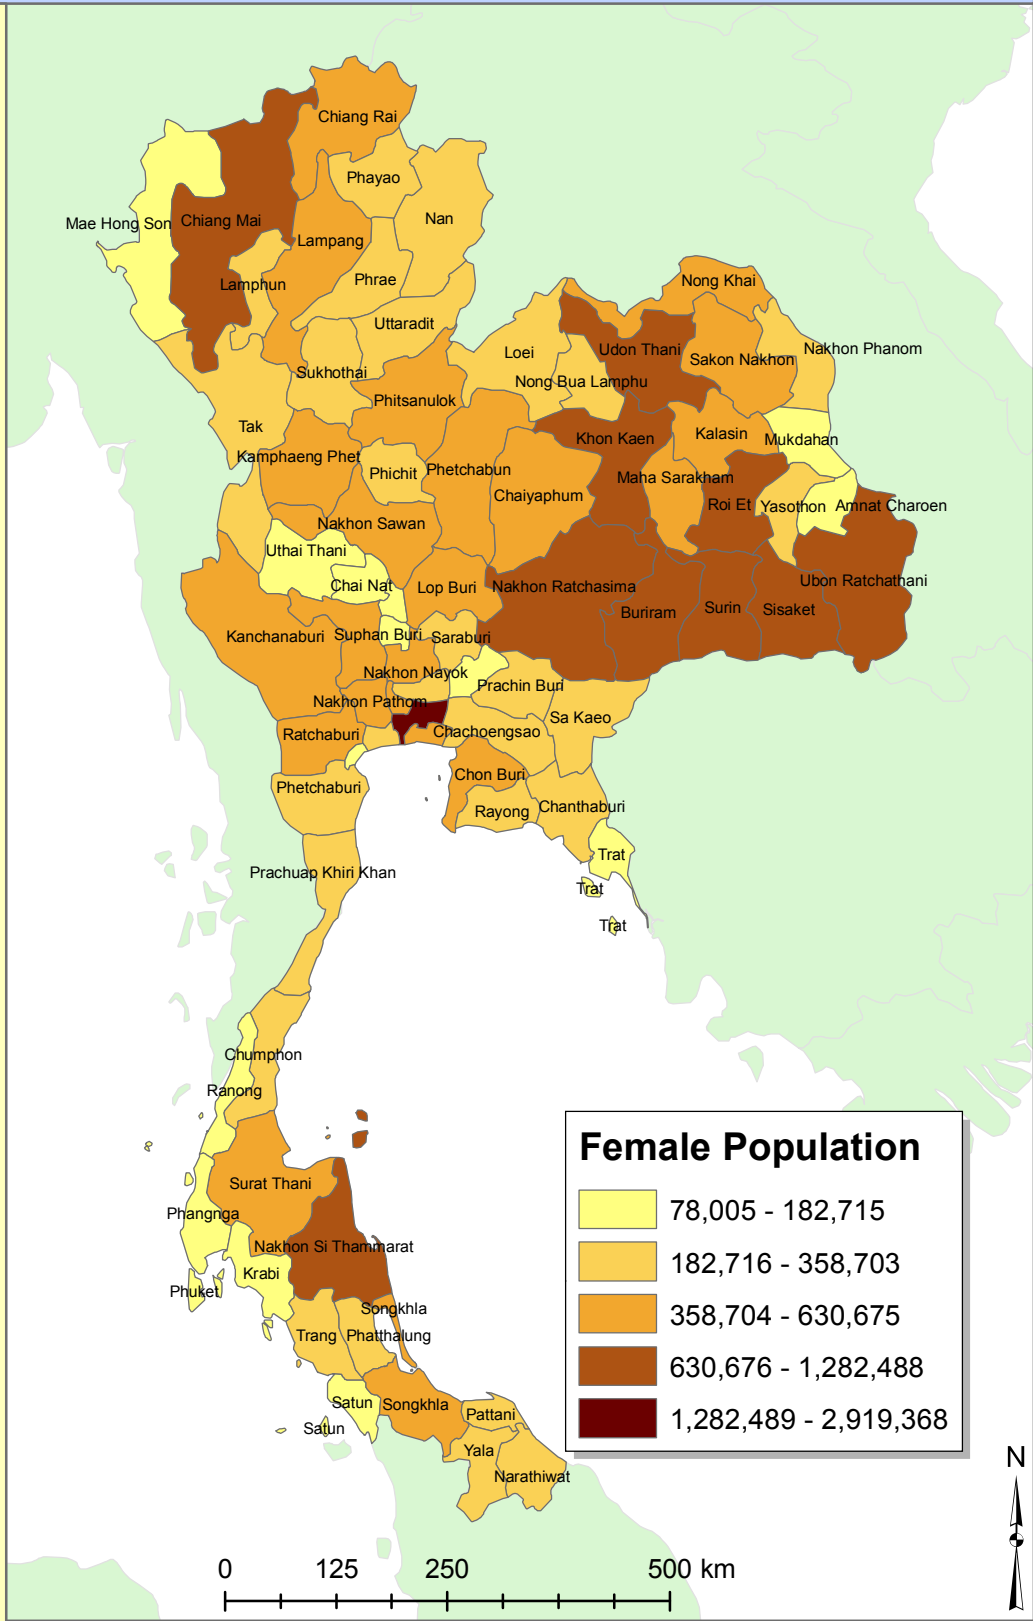 Chiang Rai
Phayao
Nan
Mae Hong Son
Chiang Mai
Lampang
Phrae
Lamphun
Nong Khai
Uttaradit
Loei
Udon Thani
Nakhon Phanom
Sakon Nakhon
Sukhothai
Nong Bua Lamphu
Phitsanulok
Tak
Khon Kaen
Kalasin
Mukdahan
Kamphaeng Phet
Phichit
Phetchabun
Maha Sarakham
Chaiyaphum
Roi Et
Yasothon
Amnat Charoen
Nakhon Sawan
Uthai Thani
Chai Nat
Lop Buri
Nakhon Ratchasima
Ubon Ratchathani
Buriram
Surin
Sisaket
Kanchanaburi
Suphan Buri
Saraburi
Nakhon Nayok
Prachin Buri
Nakhon Pathom
Sa Kaeo
Ratchaburi
Chachoengsao
Chon Buri
Phetchaburi
Rayong
Chanthaburi
Trat
Prachuap Khiri Khan
Trat
Trat
Chumphon
Ranong
Surat Thani
Phangnga
Nakhon Si Thammarat
Krabi
Phuket
Songkhla
Trang
Phatthalung
Satun
Songkhla
Pattani
Satun
Yala
Narathiwat
Female Population
78,005 - 182,715
182,716 - 358,703
358,704 - 630,675
630,676 - 1,282,488
1,282,489 - 2,919,368
N
0 125 250 500 km